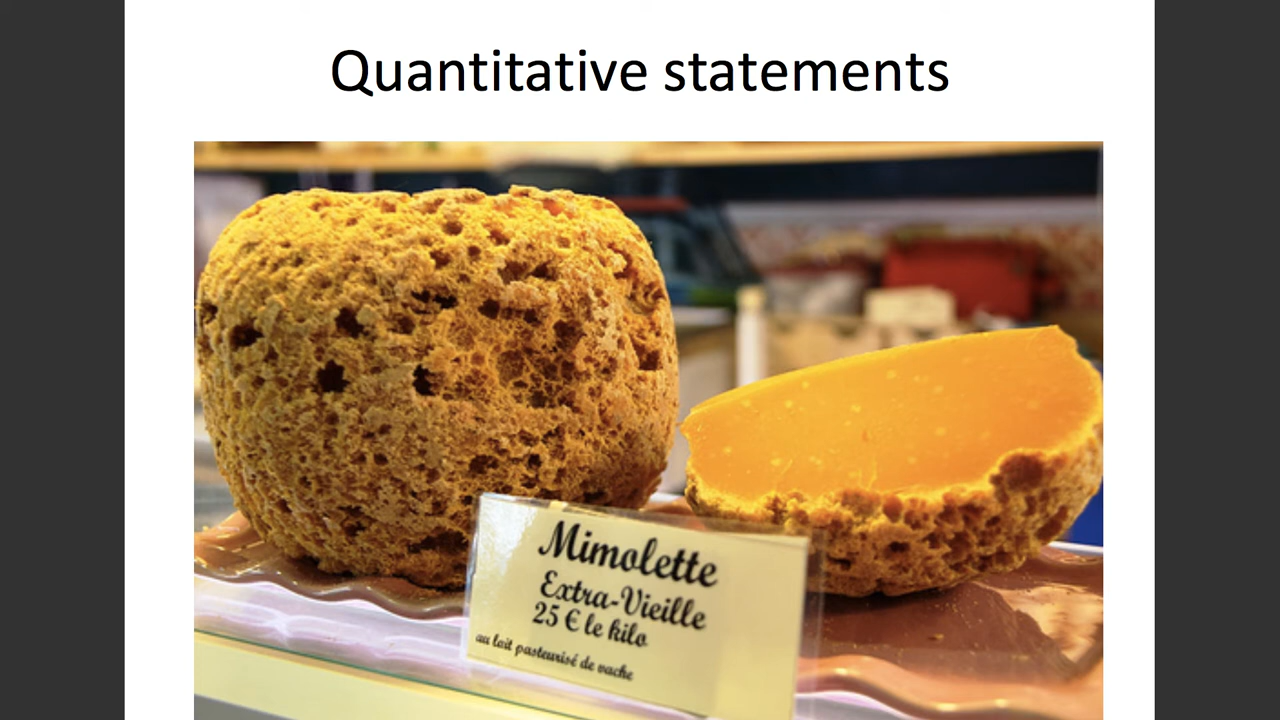 Quantitative statements
Mimolette
Extra-Vieille
25 € le kilo
au lait pasteurisé de vache